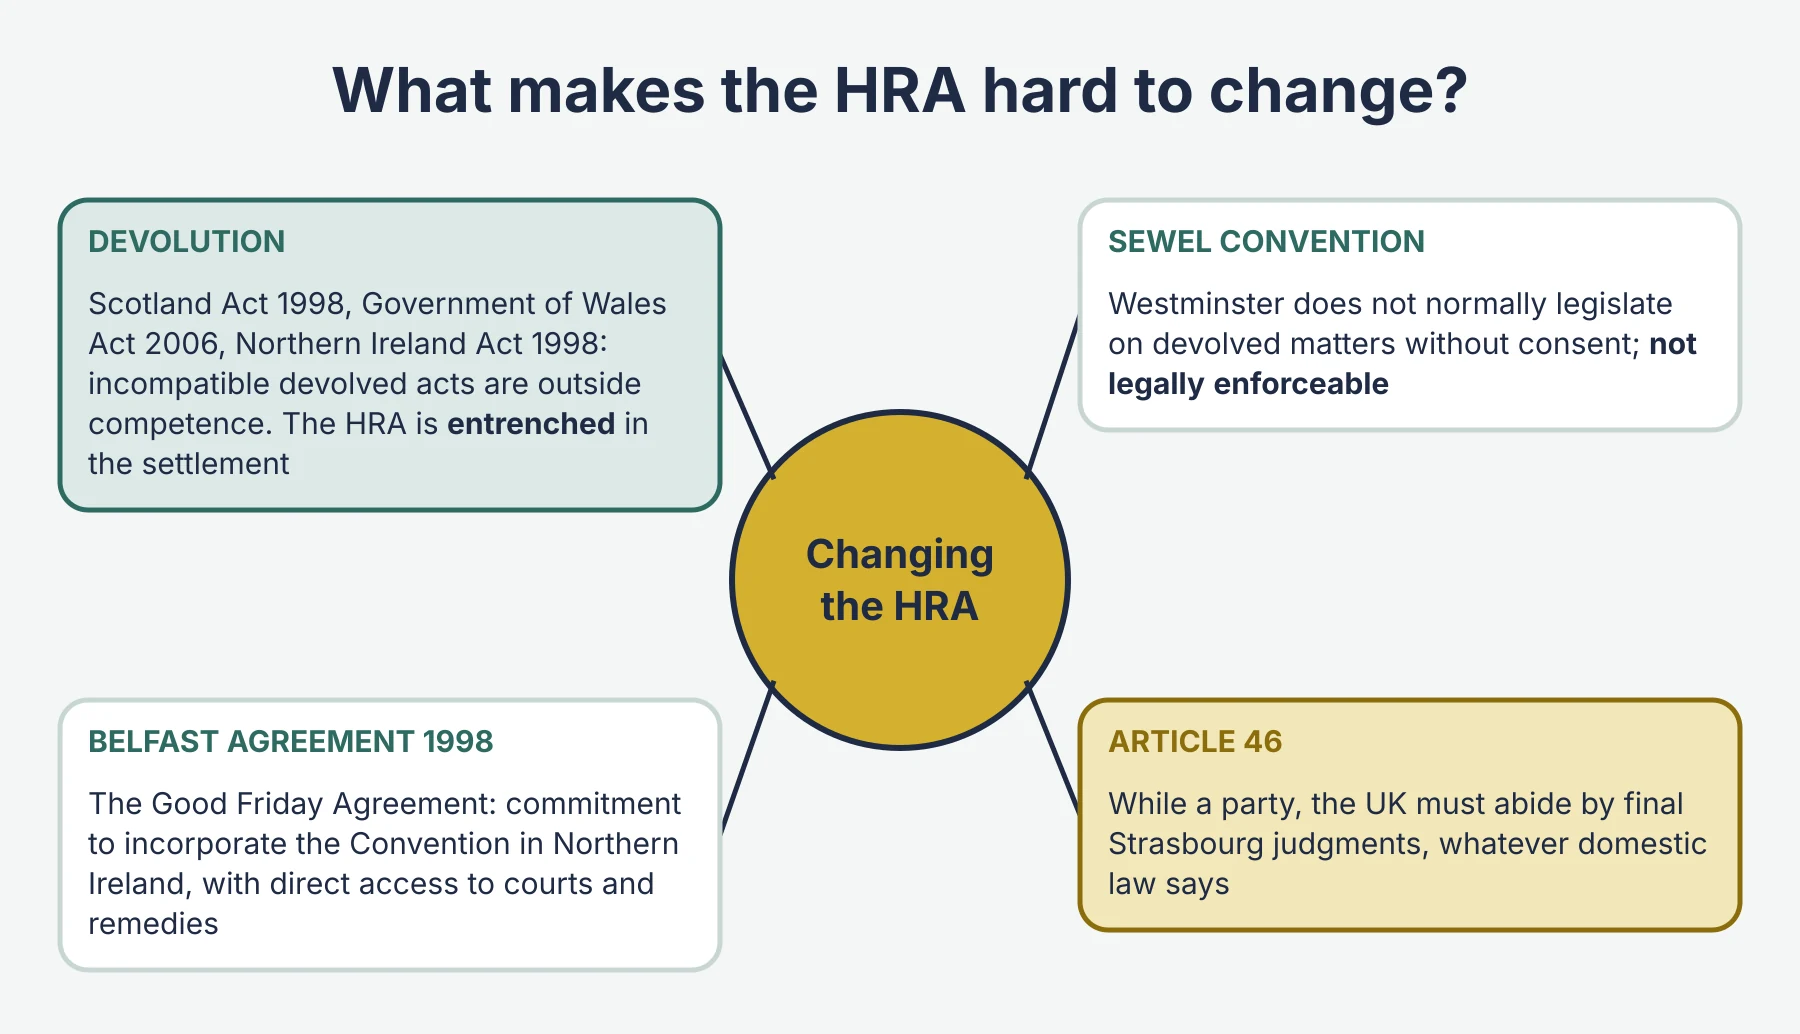 What makes the HRA hard to change?
DEVOLUTION
Scotland Act 1998, Government of Wales
Act 2006, Northern Ireland Act 1998:
incompatible devolved acts are outside
competence. The HRA is entrenched in
the settlement
SEWEL CONVENTION
Westminster does not normally legislate
on devolved matters without consent; not
legally enforceable
Changing
the HRA
BELFAST AGREEMENT 1998
The Good Friday Agreement: commitment
to incorporate the Convention in Northern
Ireland, with direct access to courts and
remedies
ARTICLE 46
While a party, the UK must abide by final
Strasbourg judgments, whatever domestic
law says